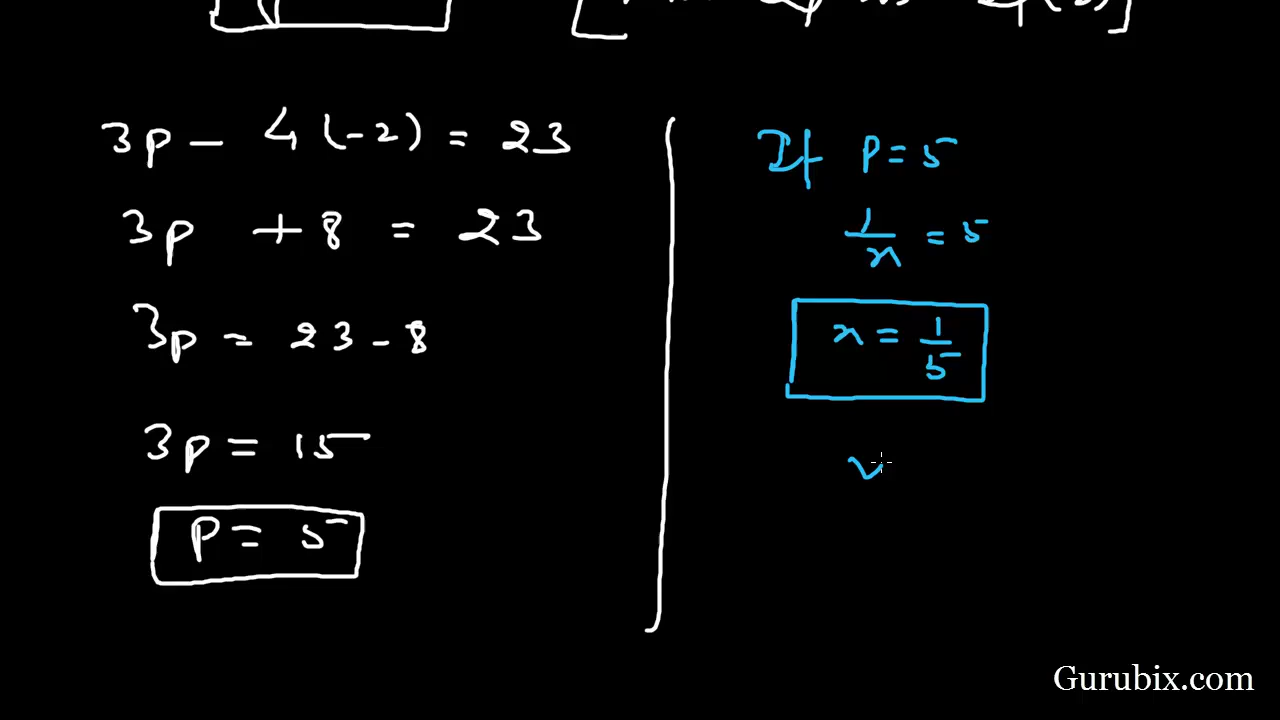 3p - 4(-2) = 23
3p + 8 = 23
3p = 23 - 8
3p = 15
p = 5
If p = 5
1/x = 5
x = 1/5
Gurubix.com